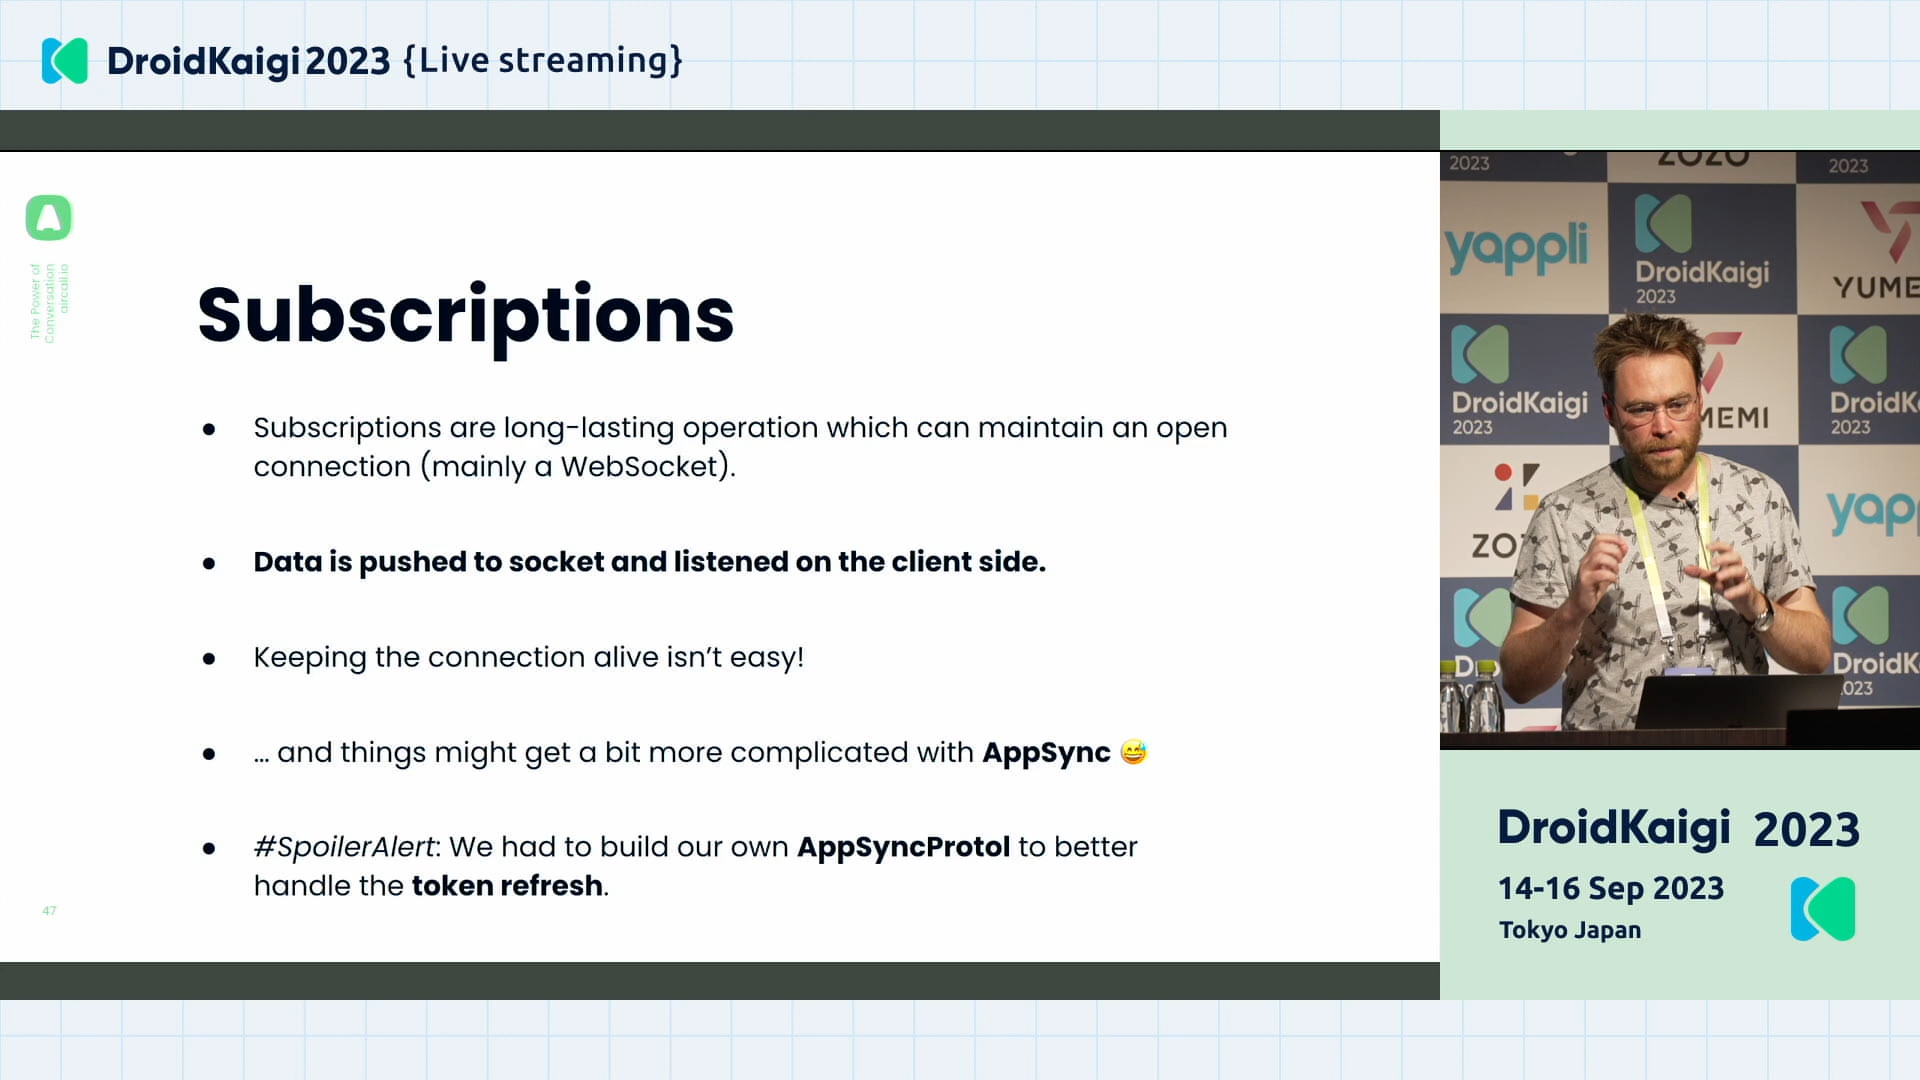 DroidKaigi 2023 {Live streaming}
The Power of
Conversation
aircall.io
Subscriptions
● Subscriptions are long-lasting operation which can maintain an open
connection (mainly a WebSocket).
● Data is pushed to socket and listened on the client side.
● Keeping the connection alive isn’t easy!
● … and things might get a bit more complicated with AppSync 😅
● #SpoilerAlert: We had to build our own AppSyncProtol to better
handle the token refresh.
47
2023
ZOZO
2023
yappli
DroidKaigi
2023
YUME
DroidKaigi
2023
MEMI
DroidK
2023
ZO
yap
D
DroidK
023
DroidKaigi 2023
14-16 Sep 2023
Tokyo Japan